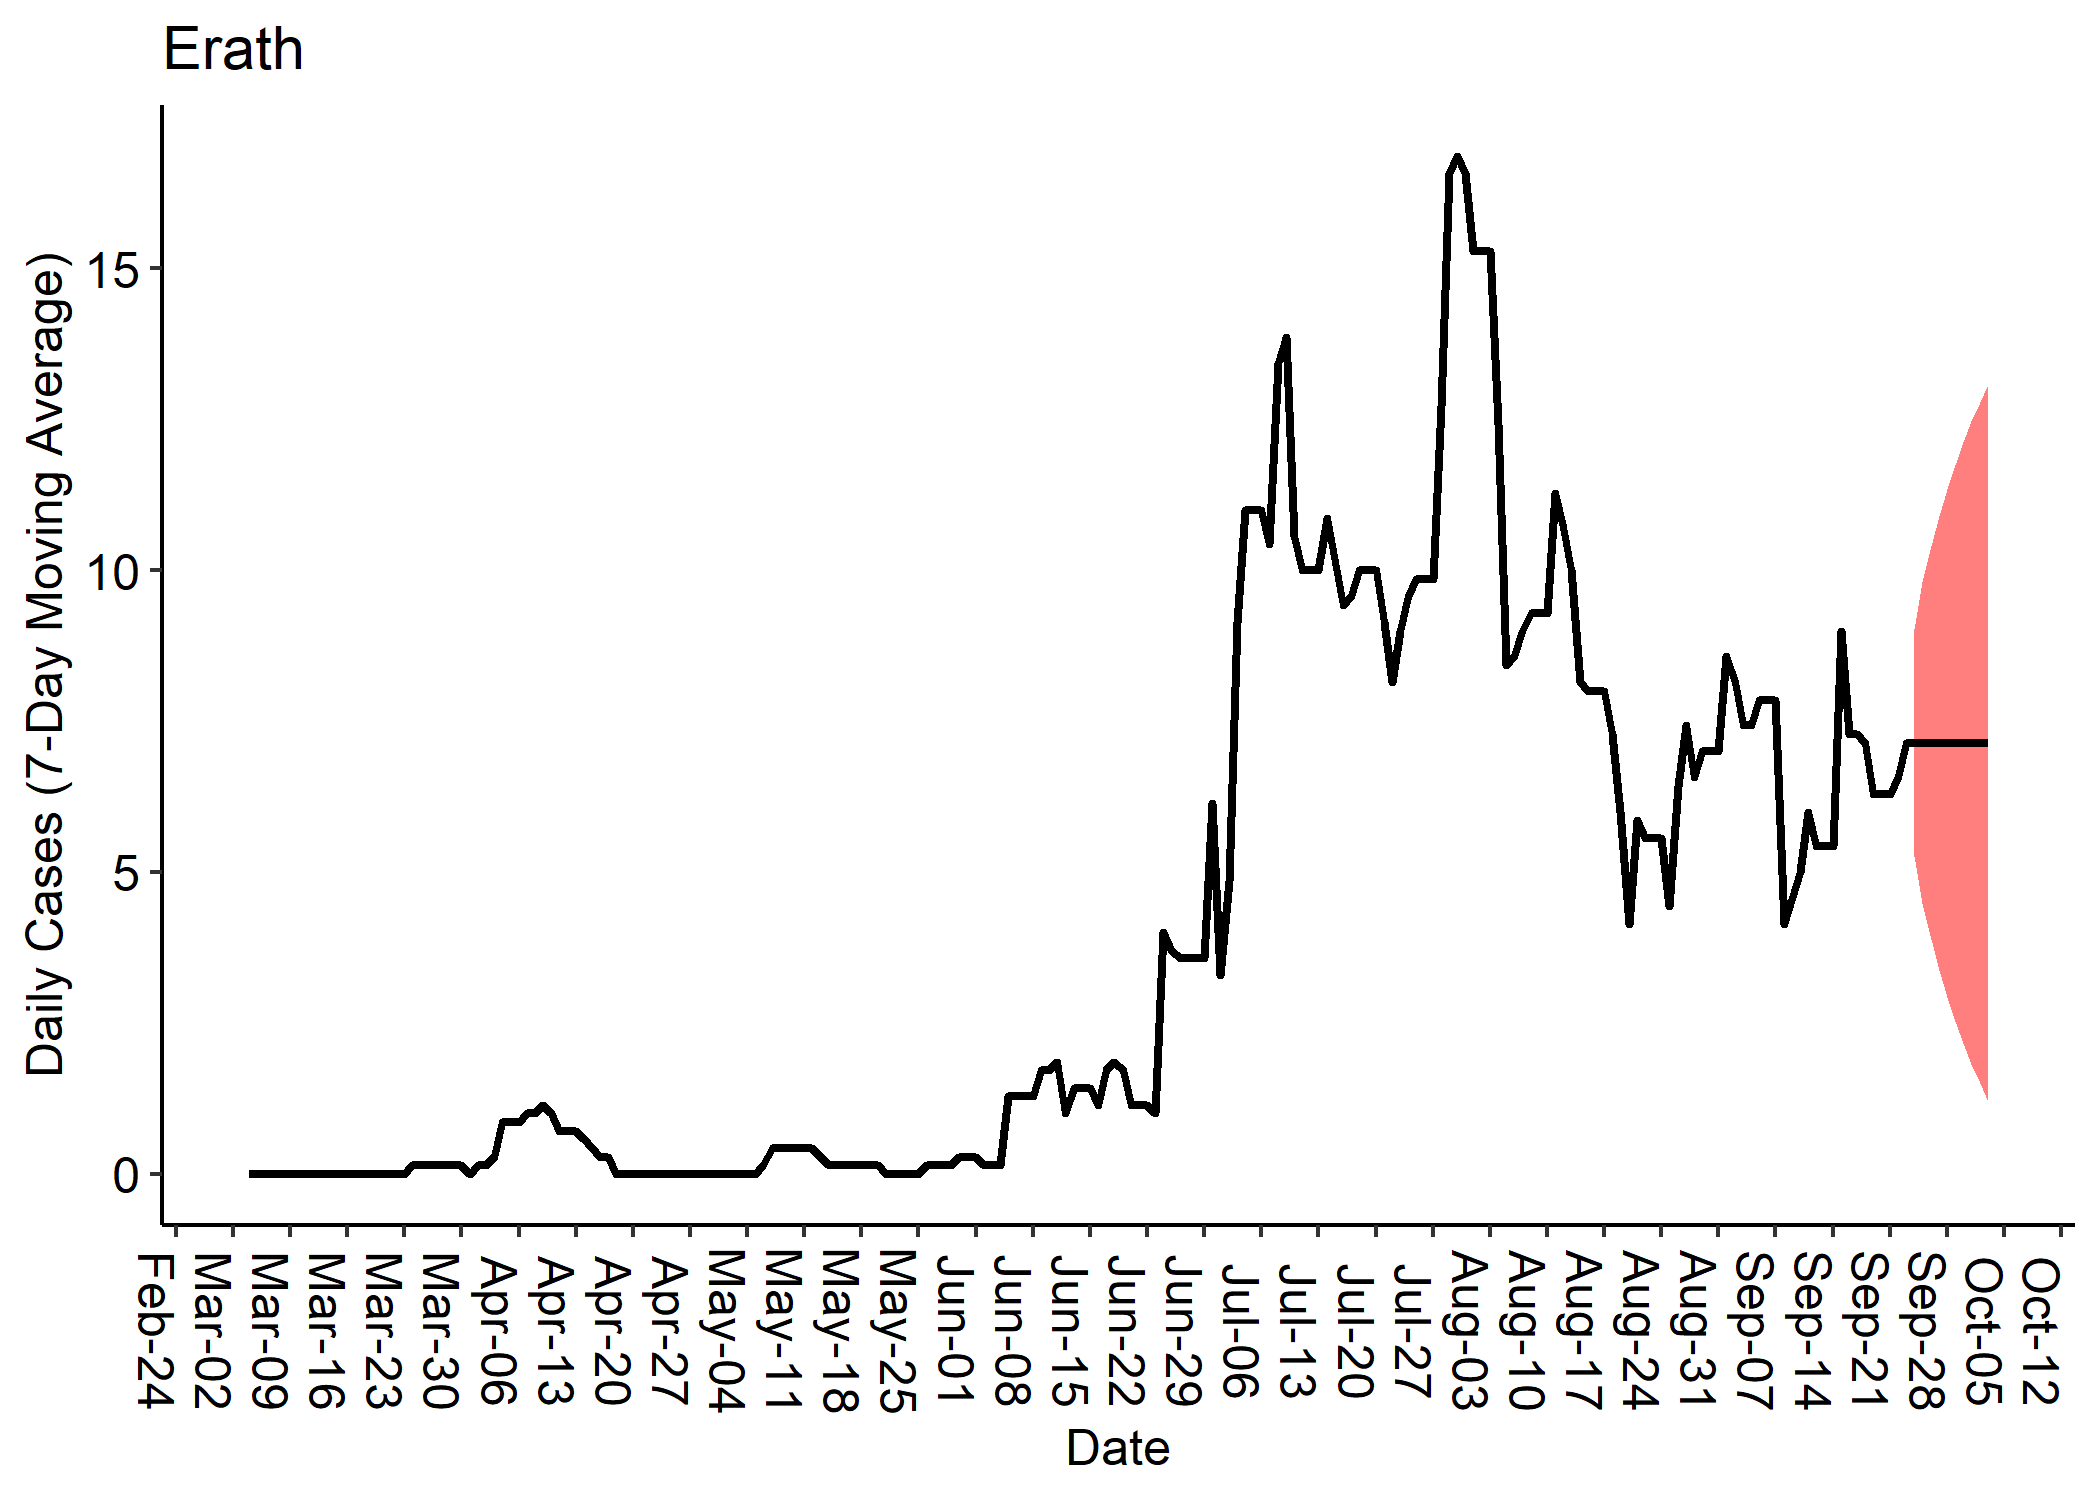 Erath
Daily Cases (7-Day Moving Average)
15
10
5
0
Feb-24
Mar-02
Mar-09
Mar-16
Mar-23
Mar-30
Apr-06
Apr-13
Apr-20
Apr-27
May-04
May-11
May-18
May-25
Jun-01
Jun-08
Jun-15
Jun-22
Jun-29
Jul-06
Jul-13
Jul-20
Jul-27
Aug-03
Aug-10
Aug-17
Aug-24
Aug-31
Sep-07
Sep-14
Sep-21
Sep-28
Oct-05
Oct-12
Date